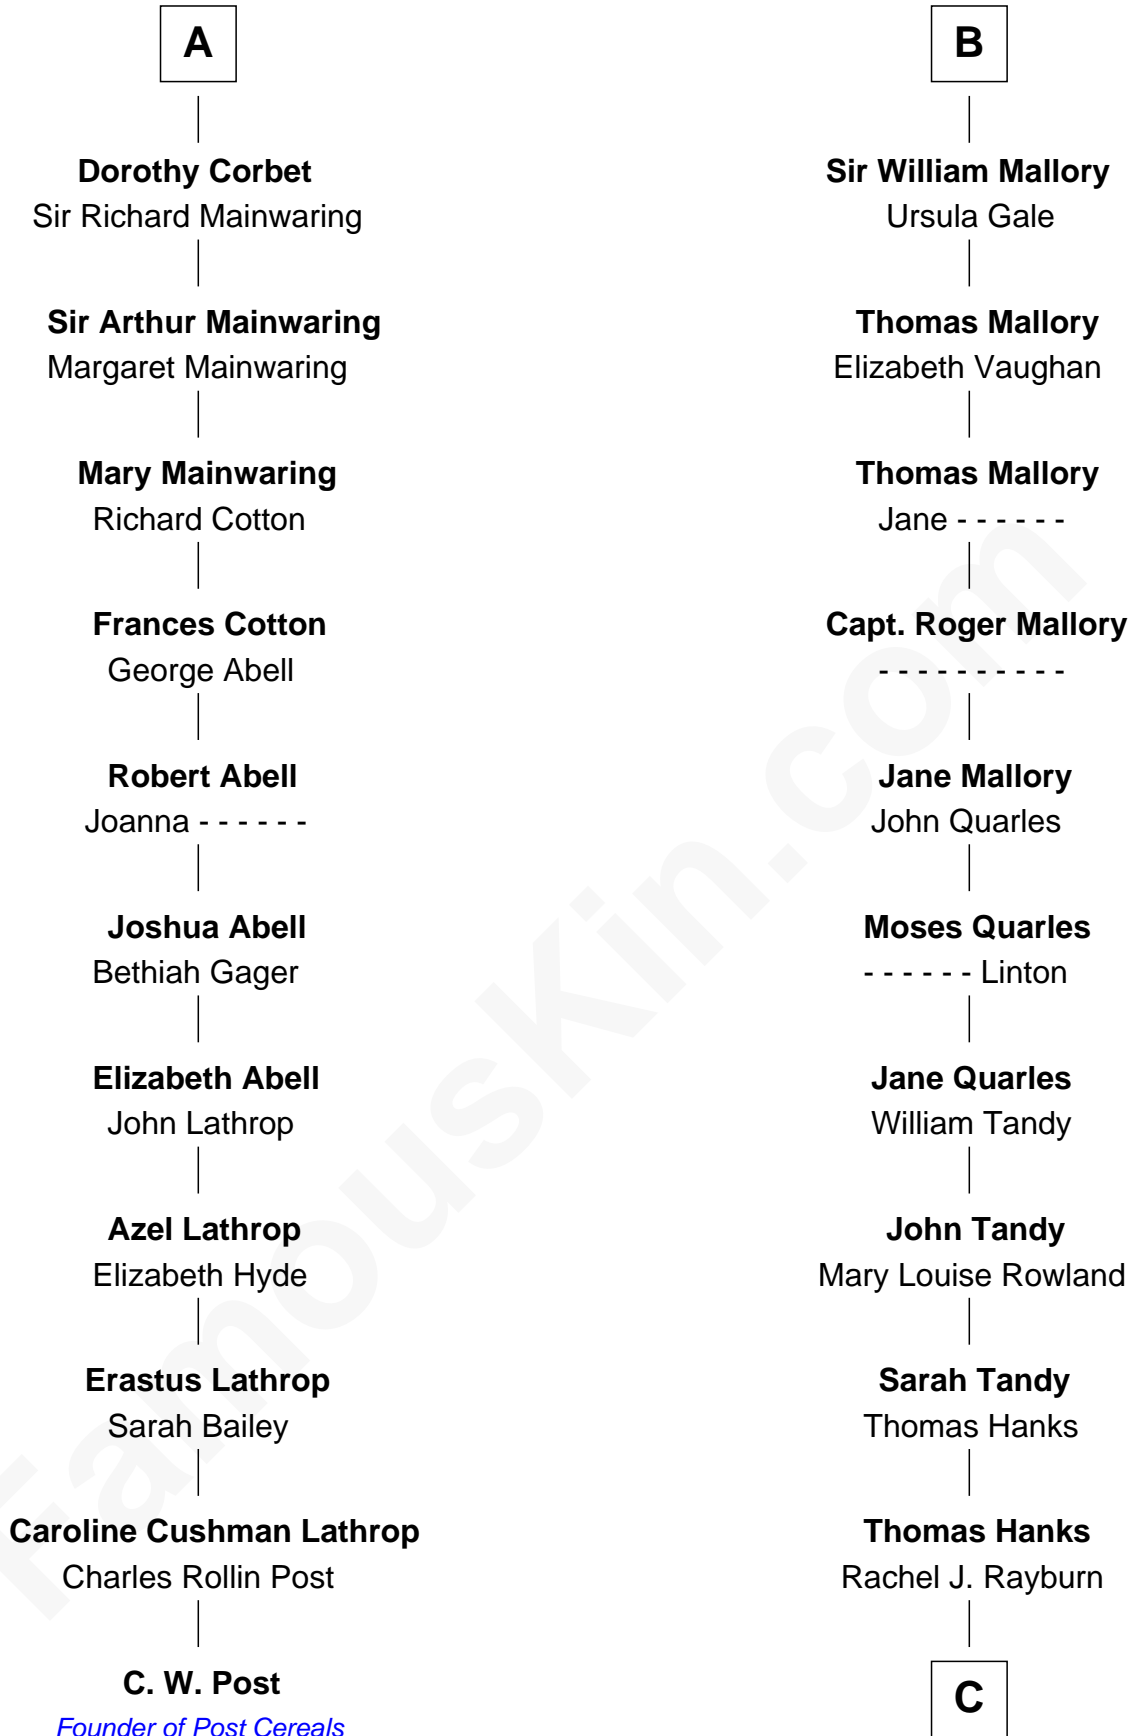 A
Dorothy Corbet
Sir Richard Mainwaring
Sir Arthur Mainwaring
Margaret Mainwaring
Mary Mainwaring
Richard Cotton
Frances Cotton
George Abell
Robert Abell
Joanna - - - - - -
Joshua Abell
Bethiah Gager
Elizabeth Abell
John Lathrop
Azel Lathrop
Elizabeth Hyde
Erastus Lathrop
Sarah Bailey
Caroline Cushman Lathrop
Charles Rollin Post
C. W. Post
Founder of Post Cereals
B
Sir William Mallory
Ursula Gale
Thomas Mallory
Elizabeth Vaughan
Thomas Mallory
Jane - - - - - -
Capt. Roger Mallory
- - - - - - - - - -
Jane Mallory
John Quarles
Moses Quarles
- - - - - - Linton
Jane Quarles
William Tandy
John Tandy
Mary Louise Rowland
Sarah Tandy
Thomas Hanks
Thomas Hanks
Rachel J. Rayburn
C
FamousKin.com